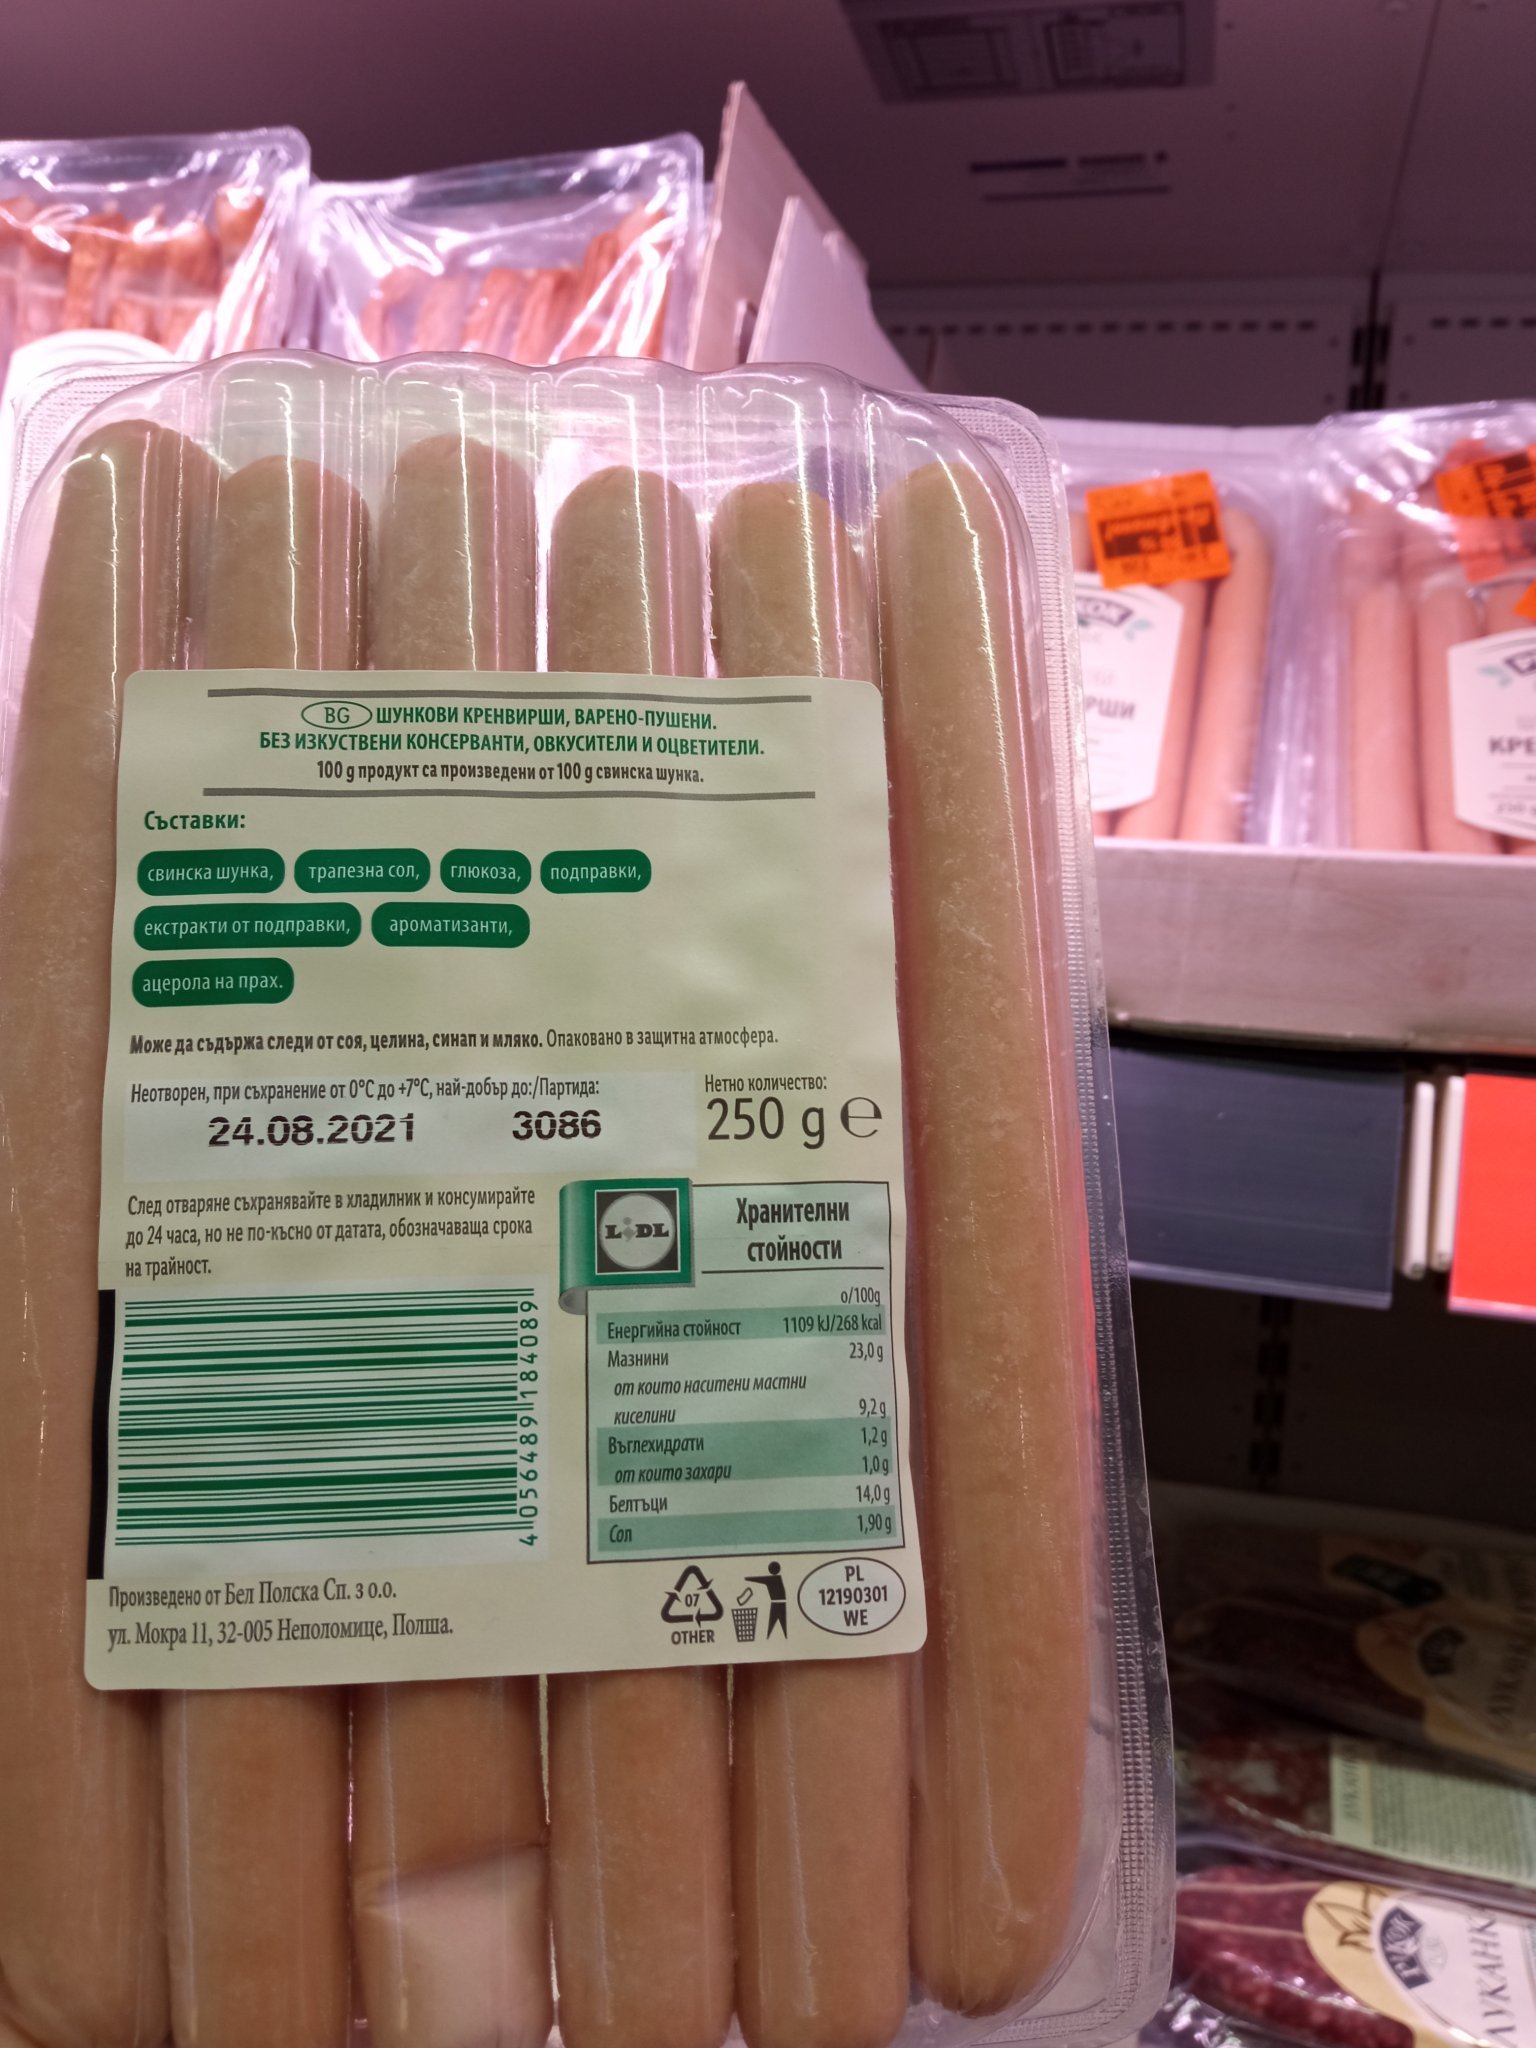 BG ШУНКОВИ КРЕНВИРШИ, ВАРЕНО-ПУШЕНИ.
БЕЗ ИЗКУСТВЕНИ КОНСЕРВАНТИ, ОВКУСИТЕЛИ И ОЦВЕТИТЕЛИ.
100 g продукт са произведени от 100 g свинска шунка.
Съставки:
свинска шунка, трапезна сол, глюкоза, подправки,
екстракти от подправки, ароматизанти,
ацерола на прах.
Може да съдържа следи от соя, целина, синап и мляко. Опаковано в защитна атмосфера.
Неотворен, при съхранение от 0°C до +7°C, най-добър до:/Партида:
24.08.2021 3086
Нетно количество:
250 g e
След отваряне съхранявайте в хладилник и консумирайте
до 24 часа, но не по-късно от датата, обозначаваща срока
на трайност.
4 056489 184089
LIDL
Хранителни
стойности
о/100g
Енергийна стойност 1109 kJ/268 kcal
Мазнини 23,0 g
от които наситени мастни
киселини 9,2 g
Въглехидрати 1,2 g
от които захари 1,0 g
Белтъци 14,0 g
Сол 1,90 g
Произведено от Бел Полска Сп. з о.о.
ул. Мокра 11, 32-005 Неполомице, Полша.
07
OTHER
PL
12190301
WE
РШИ
КРЕ
ЛУКАНК